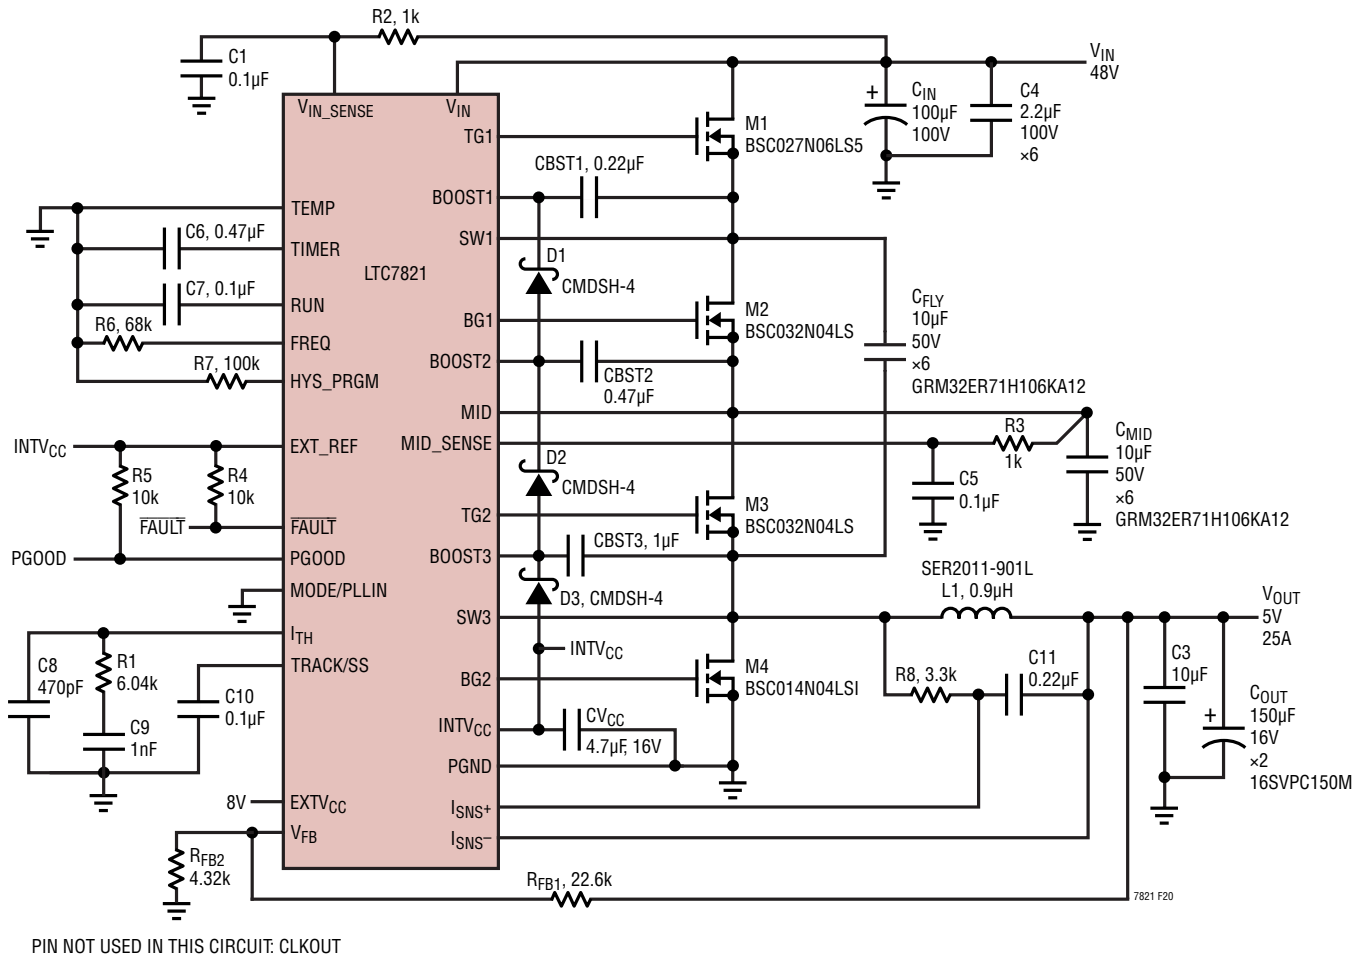 R2, 1k
C1
0.1µF
VIN
48V
CIN
100µF
100V
+
C4
2.2µF
100V
×6
VIN_SENSE
VIN
TG1
M1
BSC027N06LS5
CBST1, 0.22µF
BOOST1
SW1
TEMP
C6, 0.47µF
TIMER
LTC7821
D1
CMDSH-4
C7, 0.1µF
RUN
R6, 68k
FREQ
R7, 100k
HYS_PRGM
BG1
M2
BSC032N04LS
CFLY
10µF
50V
×6
GRM32ER71H106KA12
BOOST2
CBST2
0.47µF
MID
MID_SENSE
R3
1k
CMID
10µF
50V
×6
GRM32ER71H106KA12
C5
0.1µF
INTVCC
EXT_REF
R5
10k
R4
10k
FAULT
FAULT
PGOOD
PGOOD
D2
CMDSH-4
TG2
M3
BSC032N04LS
BOOST3
CBST3, 1µF
MODE/PLLIN
D3, CMDSH-4
SER2011-901L
L1, 0.9µH
VOUT
5V
25A
SW3
ITH
INTVCC
C8
470pF
R1
6.04k
TRACK/SS
C10
0.1µF
C9
1nF
BG2
M4
BSC014N04LSI
R8, 3.3k
C11
0.22µF
C3
10µF
+
COUT
150µF
16V
×2
16SVPC150M
INTVCC
CVCC
4.7µF, 16V
PGND
8V
EXTVCC
ISNS+
VFB
ISNS–
RFB2
4.32k
RFB1, 22.6k
7821 F20
PIN NOT USED IN THIS CIRCUIT: CLKOUT